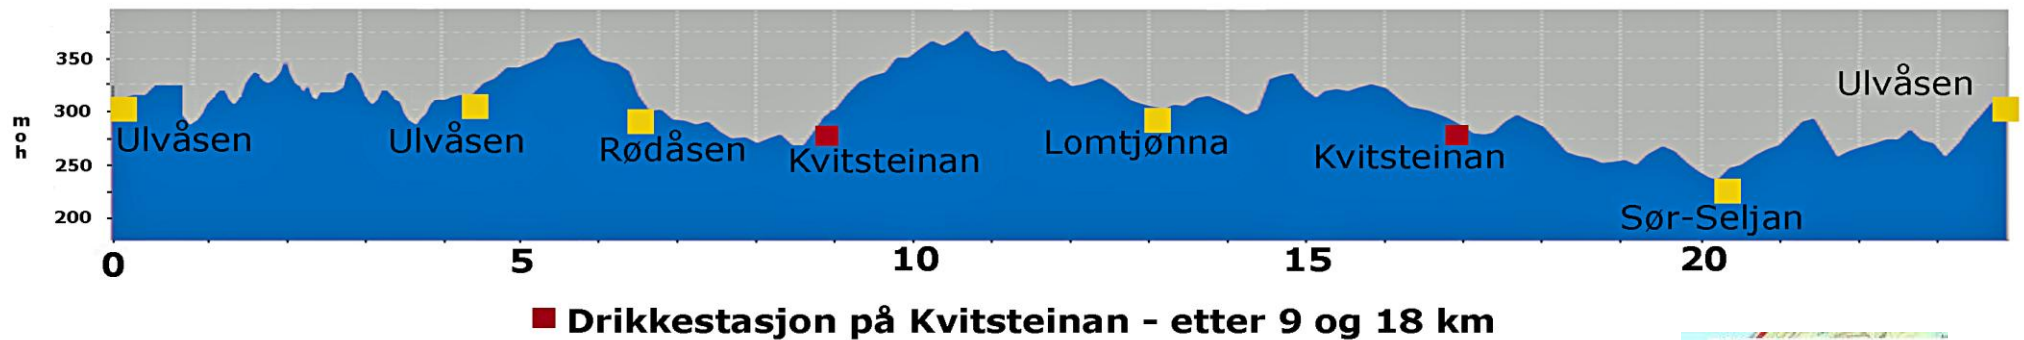 350
300
250
200
moh
Ulvåsen
Ulvåsen
Rødåsen
Kvitsteinan
Lomtjønna
Kvitsteinan
Sør-Seljan
Ulvåsen
0 5 10 15 20
Drikkestasjon på Kvitsteinan - etter 9 og 18 km